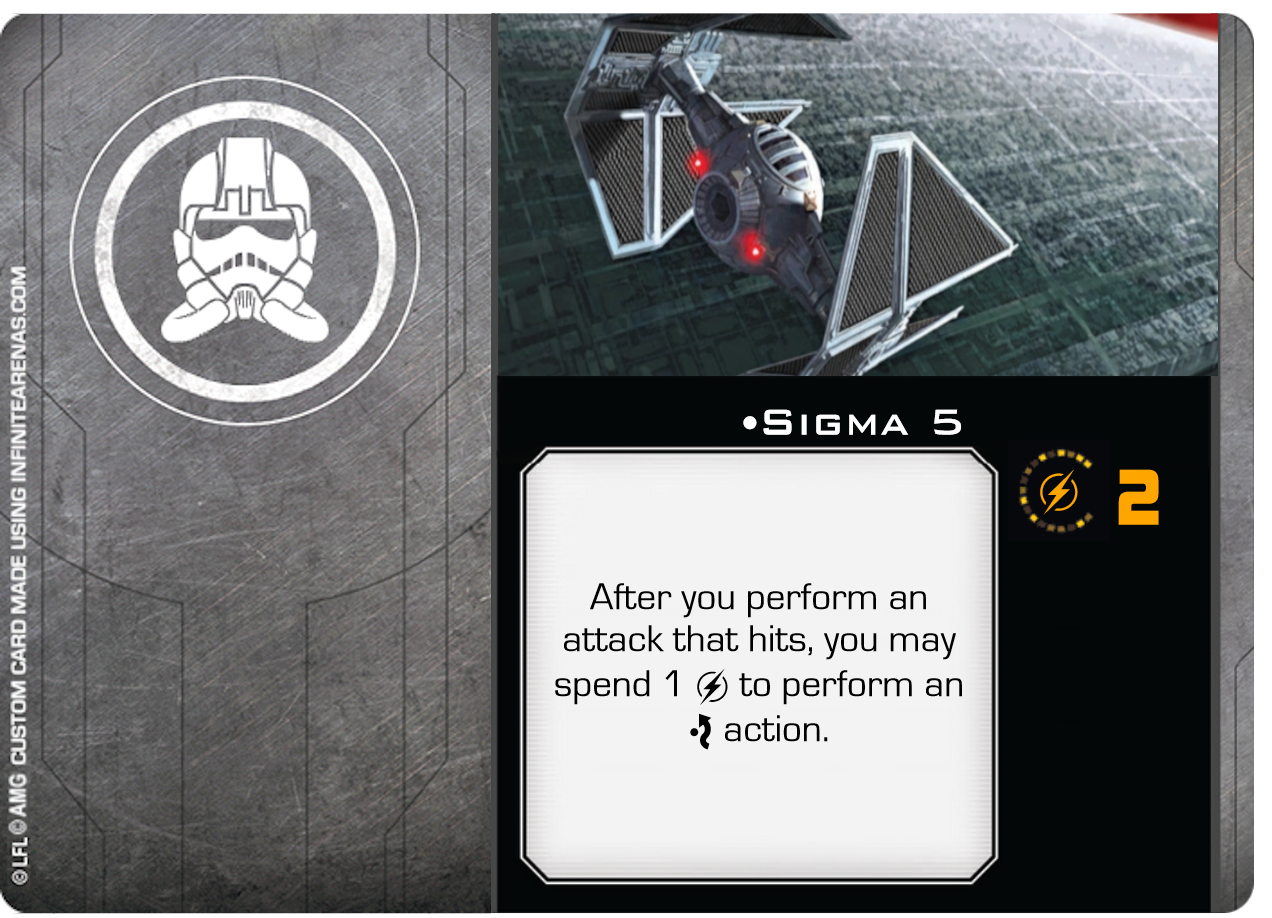 •Sigma 5
2
After you perform an
attack that hits, you may
spend 1 to perform an
action.
©LFL ©AMG CUSTOM CARD MADE USING INFINITEARENAS.COM